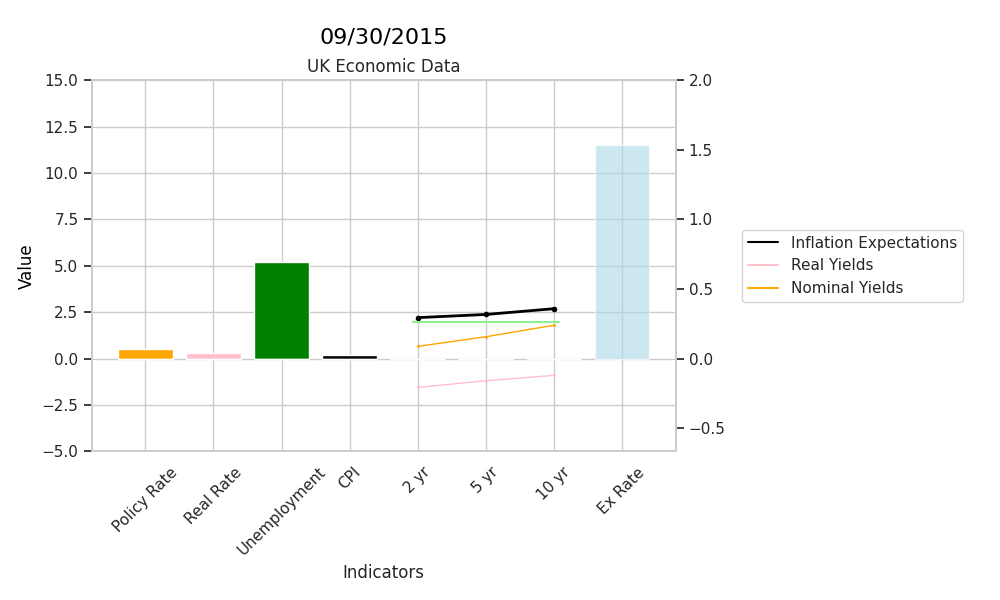 09/30/2015
UK Economic Data
15.0
12.5
10.0
7.5
5.0
2.5
0.0
−2.5
−5.0
Value
2.0
1.5
1.0
0.5
0.0
−0.5
Inflation Expectations
Real Yields
Nominal Yields
Policy Rate
Real Rate
Unemployment
CPI
2 yr
5 yr
10 yr
Ex Rate
Indicators